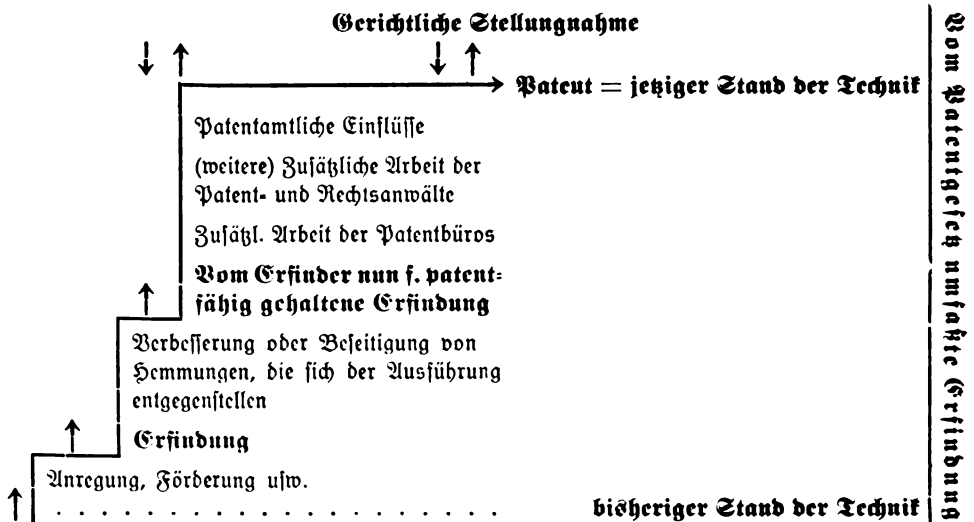 Gerichtliche Stellungnahme
Patent = jetziger Stand der Technik
Patentamtliche Einflüsse
(weitere) Zusätzliche Arbeit der
Patent- und Rechtsanwälte
Zusätzl. Arbeit der Patentbüros
Vom Erfinder nun f. patent-
fähig gehaltene Erfindung
Verbesserung oder Beseitigung von
Hemmungen, die sich der Ausführung
entgegenstellen
Erfindung
Anregung, Förderung usw.
. . . . . . . . . . . . . . . . . . . . bisheriger Stand der Technik
Vom Patentgesetz umfaßte Erfindung